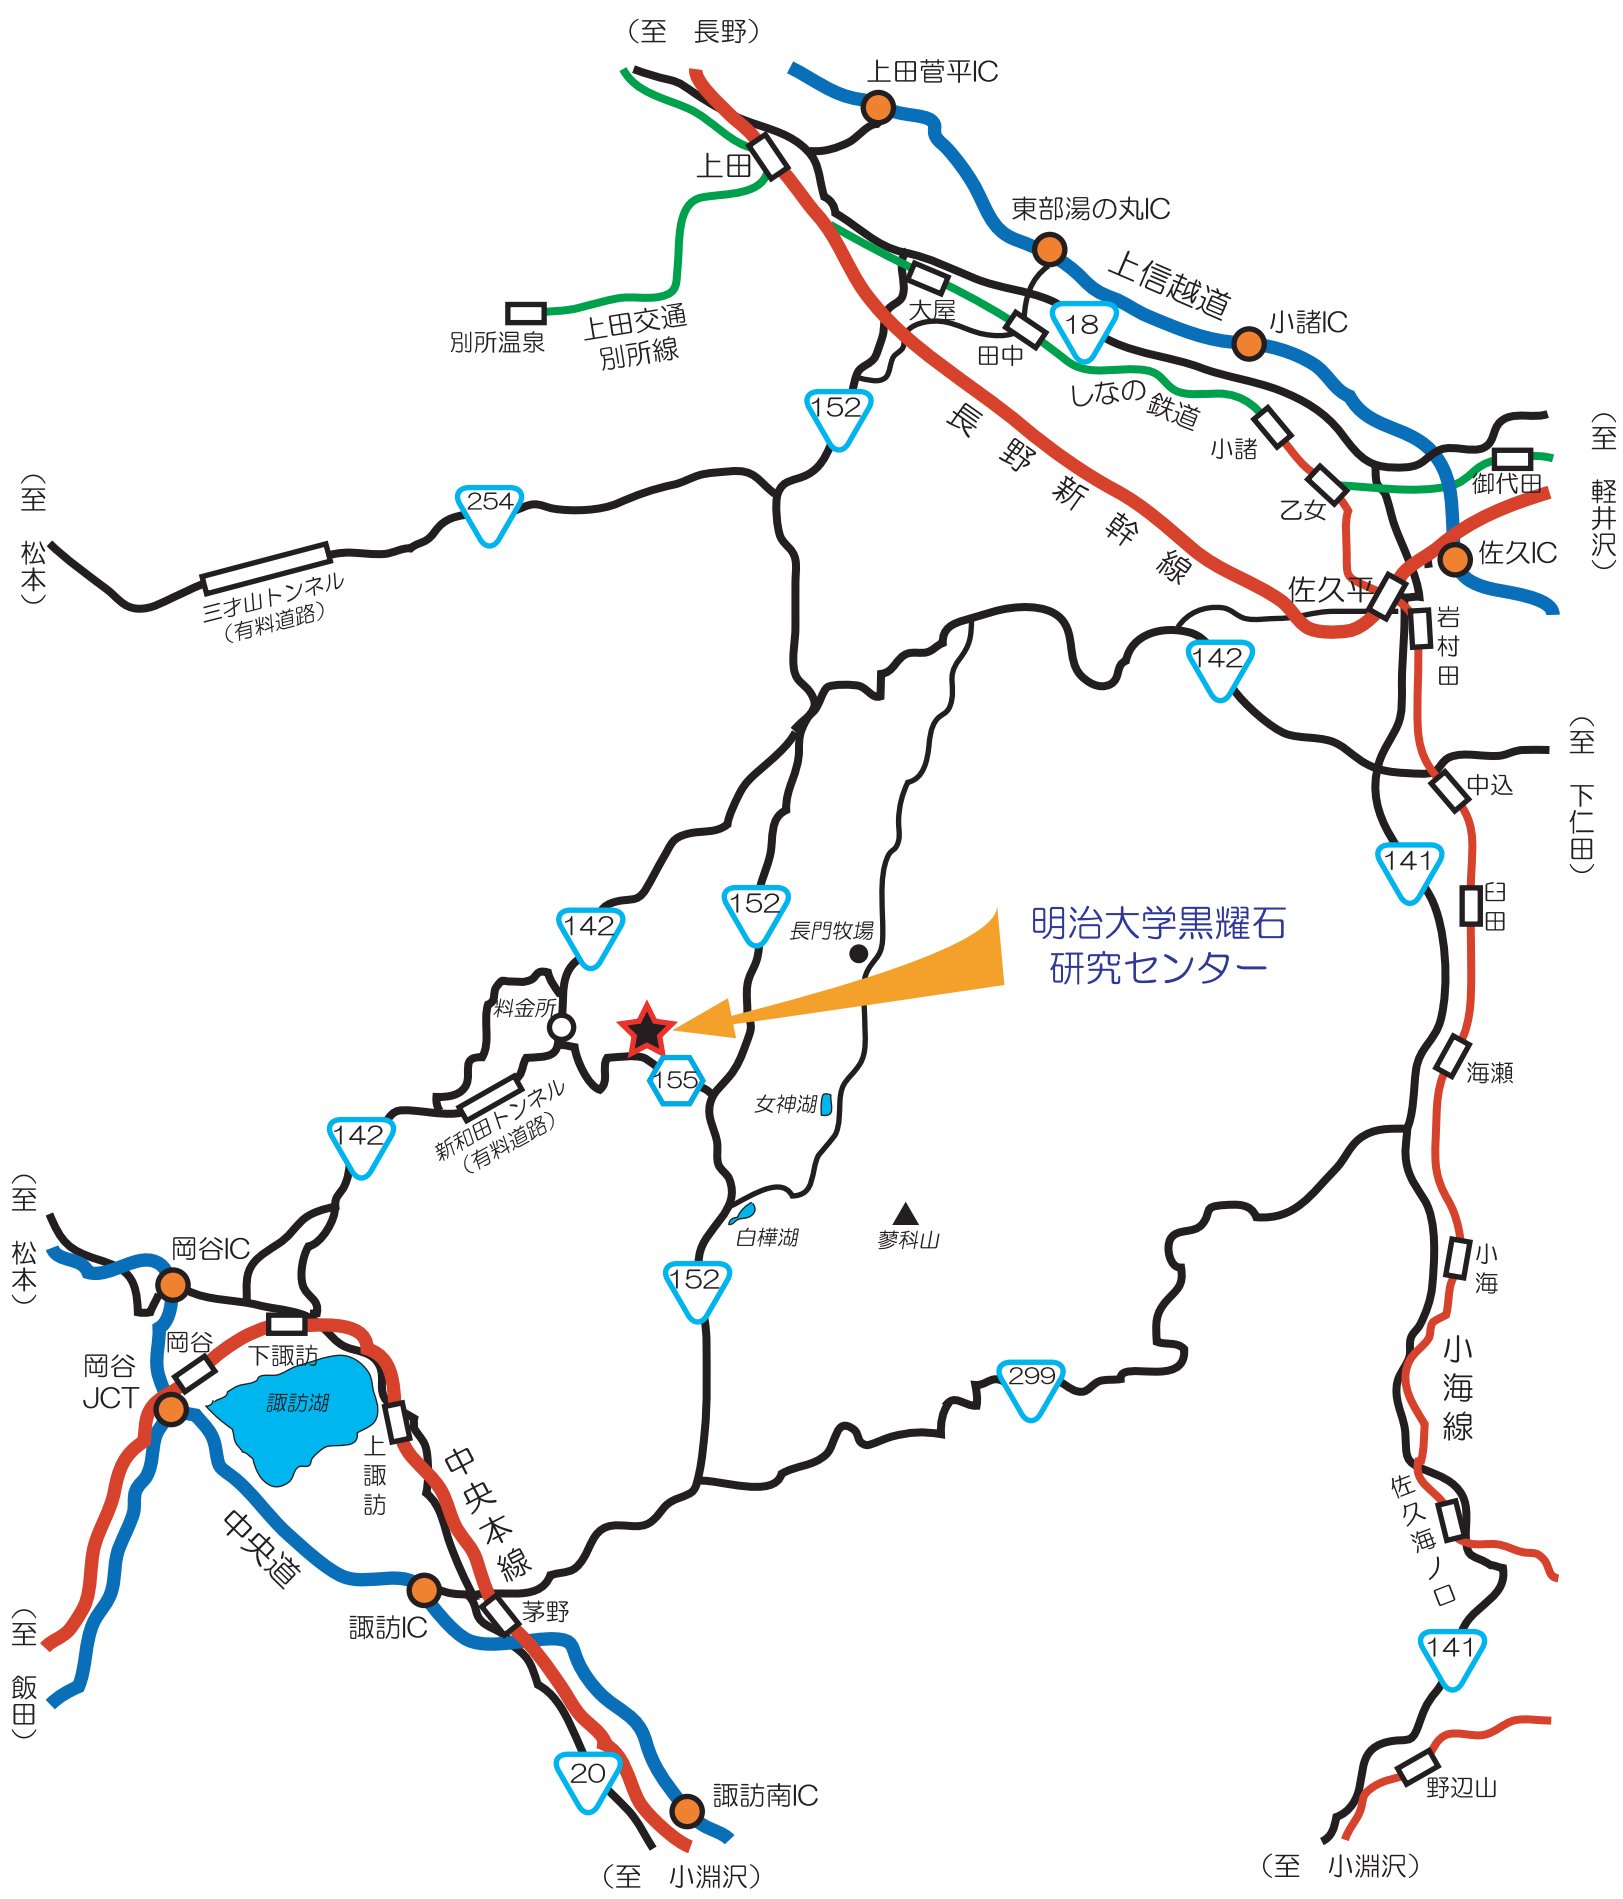 （至　長野）
上田菅平IC
上田
東部湯の丸IC
上信越道
小諸IC
別所温泉
上田交通
別所線
大屋
田中
18
152
しなの鉄道
小諸
乙女
御代田
（至　軽井沢）
長野新幹線
254
（至　松本）
三才山トンネル
（有料道路）
佐久IC
佐久平
岩村田
142
（至　下仁田）
中込
141
臼田
142
152
長門牧場
明治大学黒耀石
研究センター
料金所
155
新和田トンネル
（有料道路）
女神湖
海瀬
142
白樺湖
蓼科山
（至　松本）
岡谷IC
152
小海
岡谷
下諏訪
岡谷
JCT
諏訪湖
上諏訪
299
小海線
中央本線
中央道
佐久海ノ口
諏訪IC
茅野
（至　飯田）
141
20
諏訪南IC
野辺山
（至　小淵沢）
（至　小淵沢）